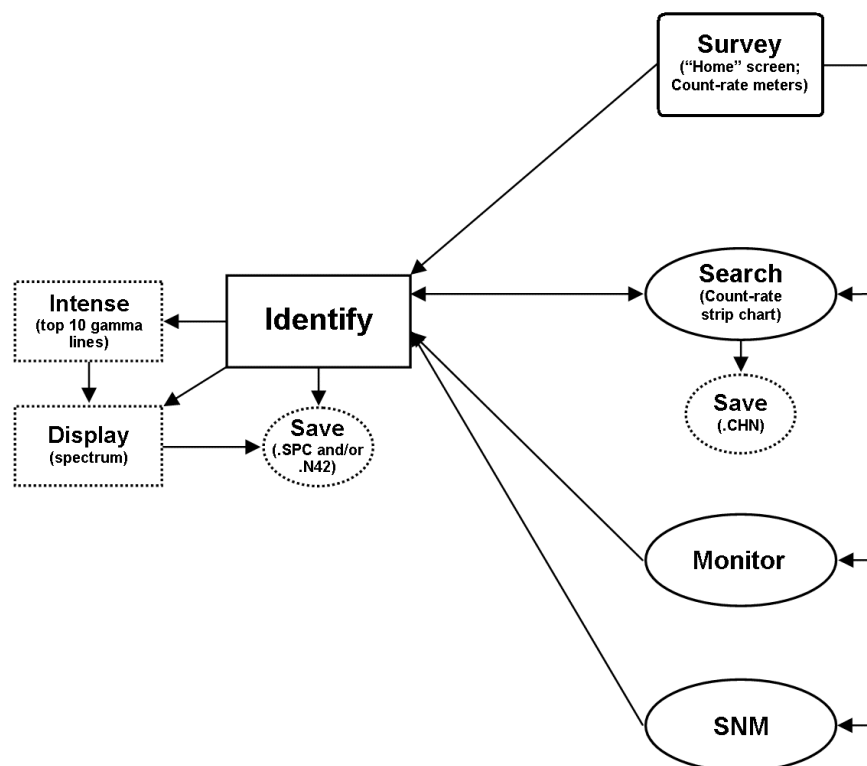 Survey
(“Home” screen;
Count-rate meters)
Search
(Count-rate
strip chart)
Intense
(top 10 gamma
lines)
Identify
Save
(.CHN)
Display
(spectrum)
Save
(.SPC and/or
.N42)
Monitor
SNM